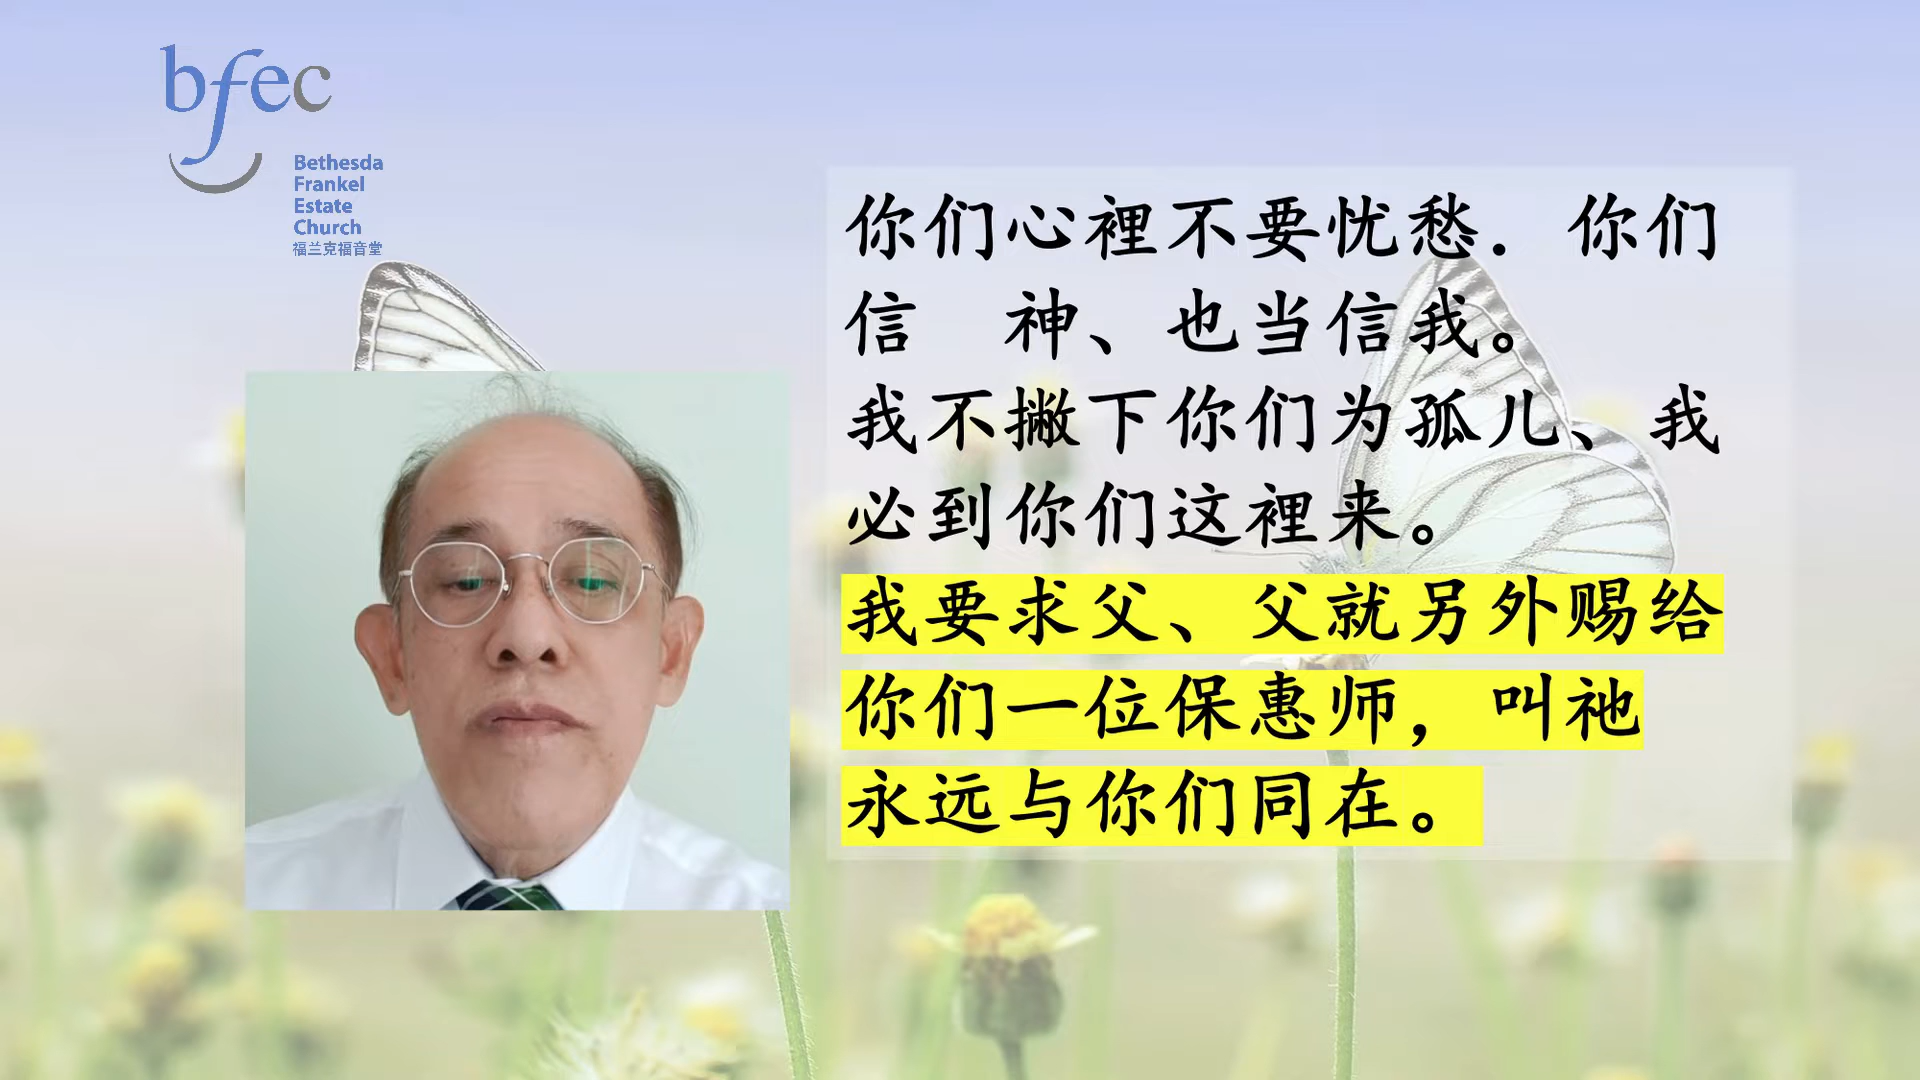 bfec
Bethesda
Frankel
Estate
Church
福兰克福音堂
你们心裡不要忧愁．你们
信　神、也当信我。
我不撇下你们为孤儿、我
必到你们这裡来。
我要求父、父就另外赐给
你们一位保惠师，叫祂
永远与你们同在。